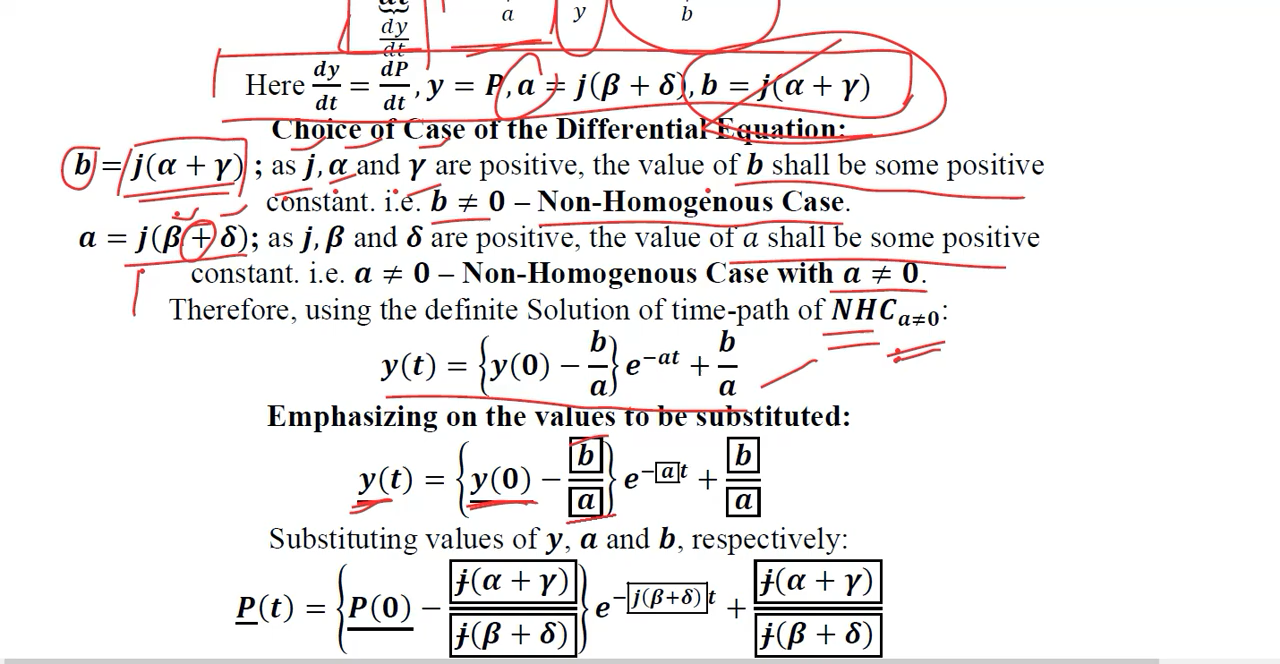 dt
dy
dt
a
y
b
Here dy/dt = dP/dt, y = P, a = j(β + δ), b = j(α + γ)
Choice of Case of the Differential Equation:
b = j(α + γ) ; as j, α and γ are positive, the value of b shall be some positive
constant. i.e. b ≠ 0 – Non-Homogenous Case.
a = j(β + δ); as j, β and δ are positive, the value of a shall be some positive
constant. i.e. a ≠ 0 – Non-Homogenous Case with a ≠ 0.
Therefore, using the definite Solution of time-path of NHCₐ≠₀:
y(t) = {y(0) − b/a} e^−at + b/a
Emphasizing on the values to be substituted:
y(t) = {y(0) − b/a} e^−at + b/a
Substituting values of y, a and b, respectively:
P(t) = {P(0) − j(α + γ)/j(β + δ)} e^−j(β+δ)t + j(α + γ)/j(β + δ)